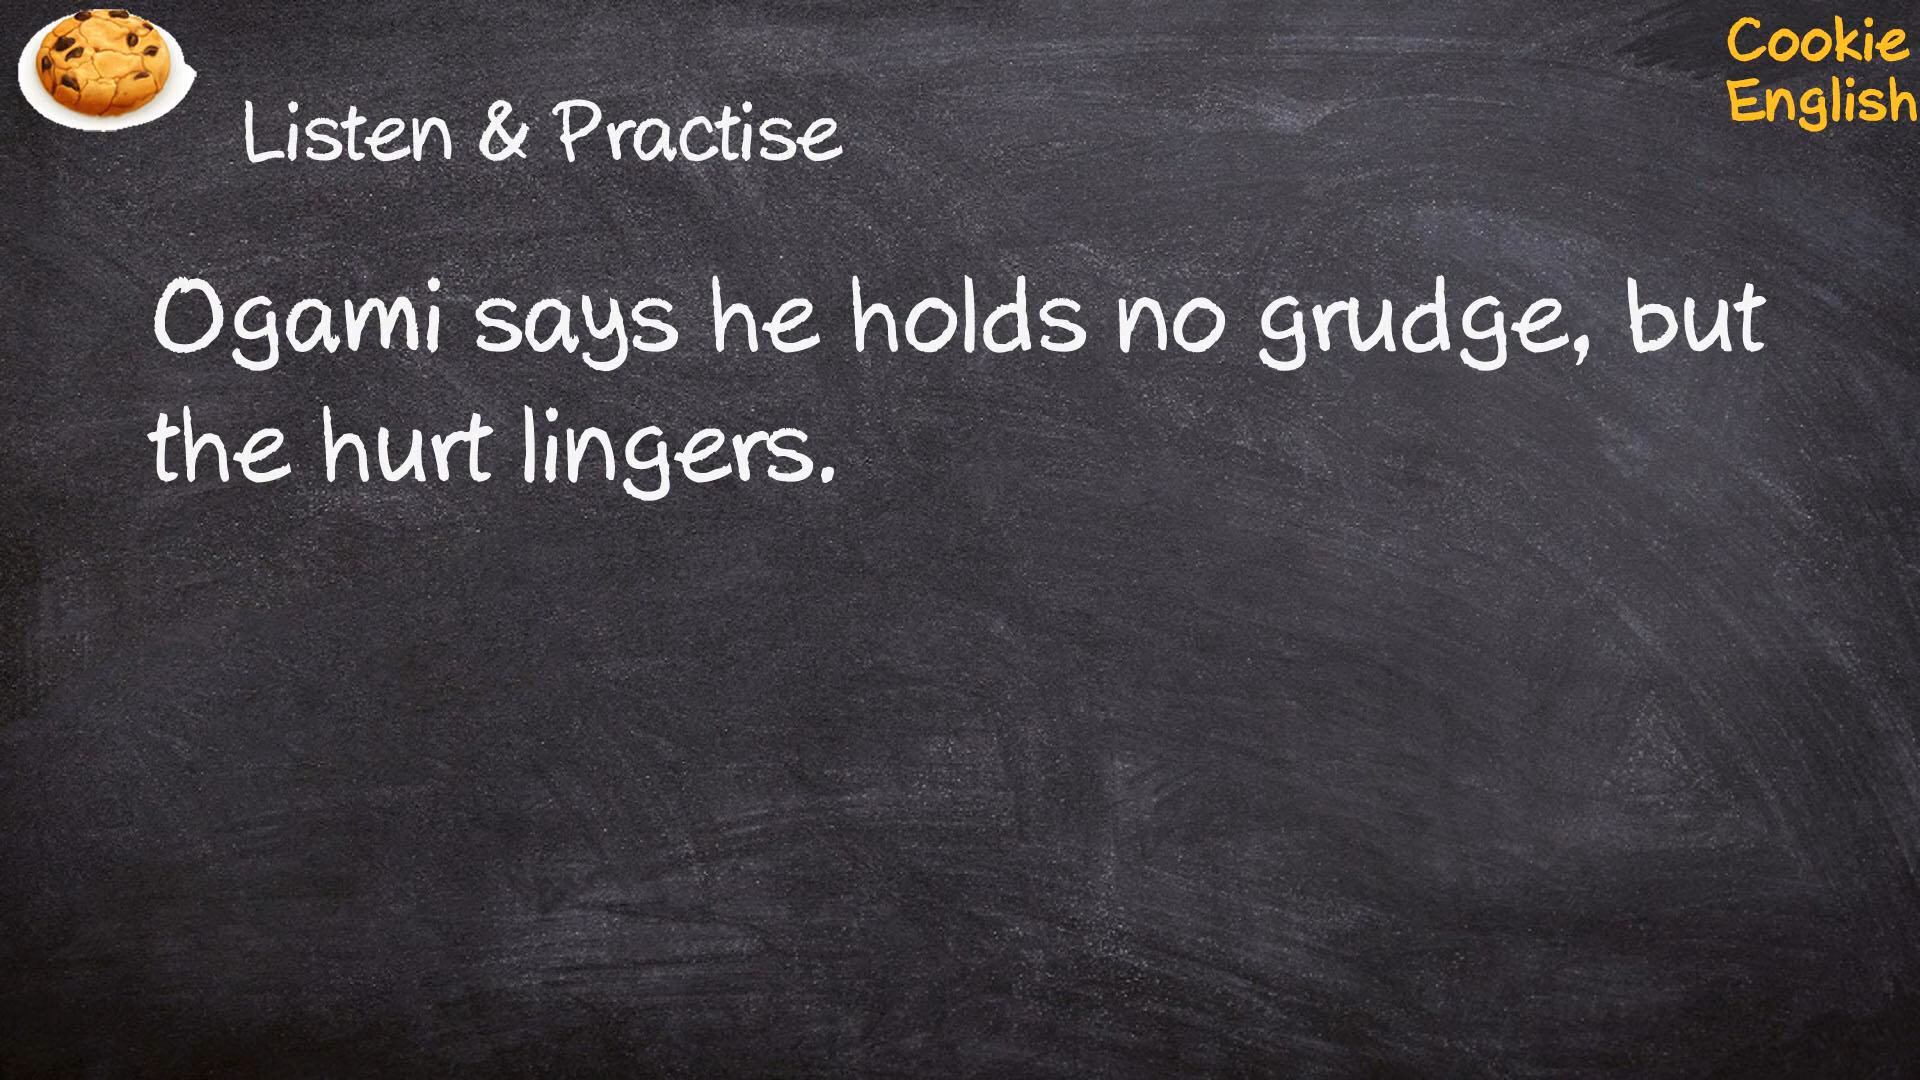 Cookie
English
Listen & Practise
Ogami says he holds no grudge, but
the hurt lingers.